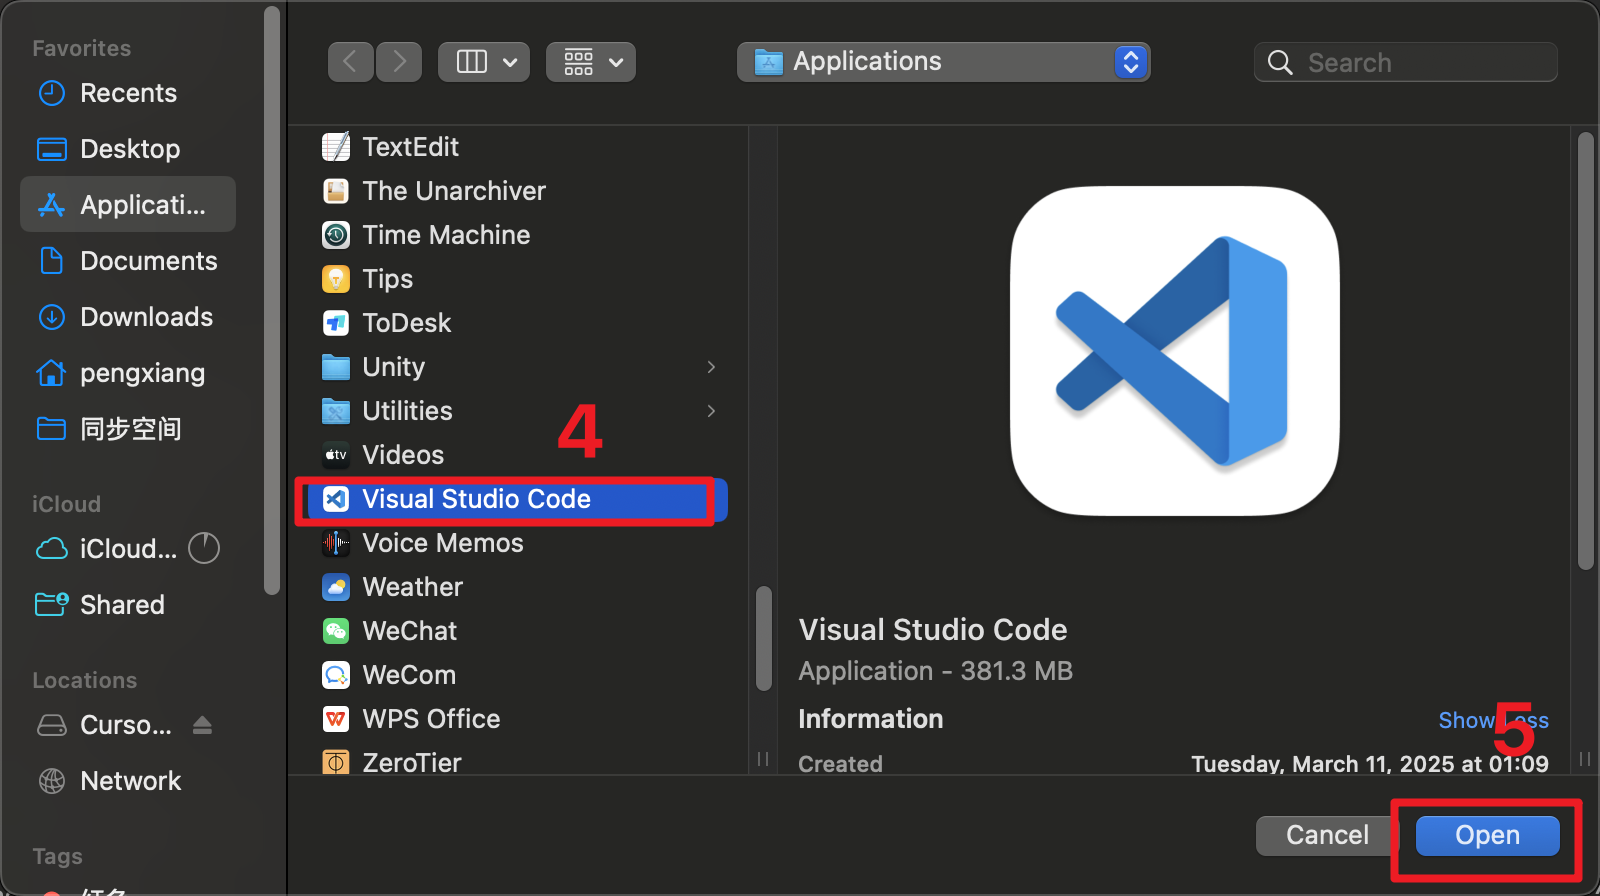 Favorites
Recents
Desktop
Applicati...
Documents
Downloads
pengxiang
同步空间
iCloud
iCloud...
Shared
Locations
Curso...
Network
Tags
红色
Applications
Search
TextEdit
The Unarchiver
Time Machine
Tips
ToDesk
Unity
Utilities
4
tv
Videos
Visual Studio Code
Voice Memos
Weather
WeChat
WeCom
WPS Office
ZeroTier
Visual Studio Code
Application - 381.3 MB
Information
Show Less
5
Created
Tuesday, March 11, 2025 at 01:09
Cancel
Open